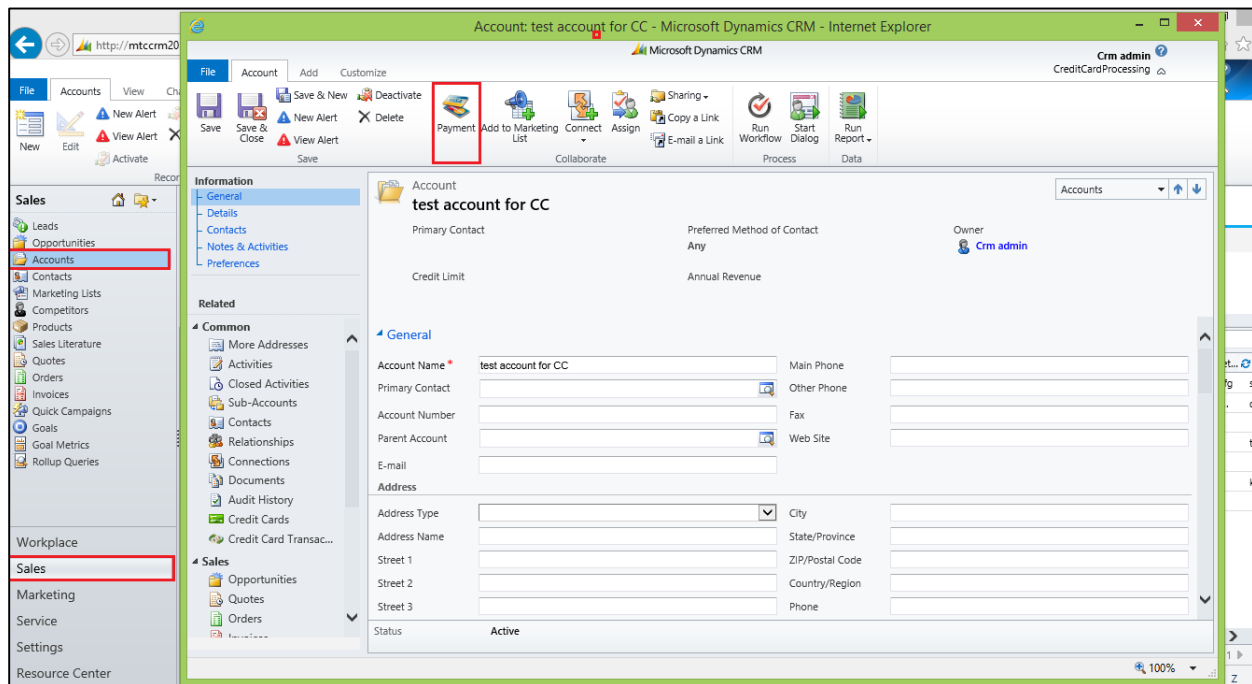 Account: test account for CC - Microsoft Dynamics CRM - Internet Explorer
http://mtccrm20
Microsoft Dynamics CRM
Crm admin
CreditCardProcessing
File Accounts View
New
Edit
New Alert
View Alert
Activate
File Account Add Customize
Save
Save & Close
Save & New
New Alert
View Alert
Deactivate
Delete
Save
Payment
Add to Marketing List
Connect
Assign
Sharing
Copy a Link
E-mail a Link
Collaborate
Run Workflow
Start Dialog
Process
Run Report
Data
Sales
Leads
Opportunities
Accounts
Contacts
Marketing Lists
Competitors
Products
Sales Literature
Quotes
Orders
Invoices
Quick Campaigns
Goals
Goal Metrics
Rollup Queries
Workplace
Sales
Marketing
Service
Settings
Resource Center
Information
General
Details
Contacts
Notes & Activities
Preferences
Related
Common
More Addresses
Activities
Closed Activities
Sub-Accounts
Contacts
Relationships
Connections
Documents
Audit History
Credit Cards
Credit Card Transac...
Sales
Opportunities
Quotes
Orders
Account
test account for CC
Accounts
Primary Contact
Preferred Method of Contact
Any
Owner
Crm admin
Credit Limit
Annual Revenue
General
Account Name* test account for CC Main Phone
Primary Contact Other Phone
Account Number Fax
Parent Account Web Site
E-mail
Address
Address Type City
Address Name State/Province
Street 1 ZIP/Postal Code
Street 2 Country/Region
Street 3 Phone
Status Active
100%